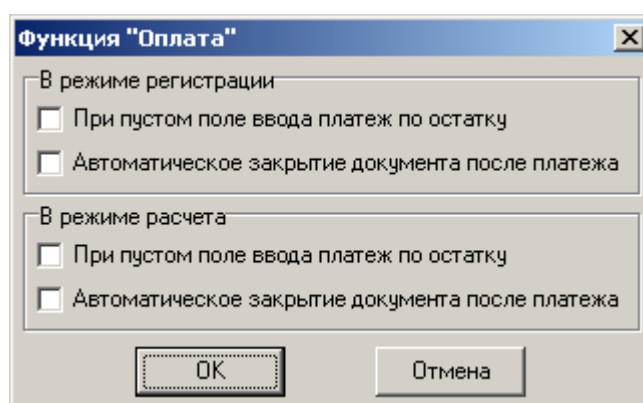 Функция "Оплата"
В режиме регистрации
При пустом поле ввода платеж по остатку
Автоматическое закрытие документа после платежа
В режиме расчета
При пустом поле ввода платеж по остатку
Автоматическое закрытие документа после платежа
OK
Отмена